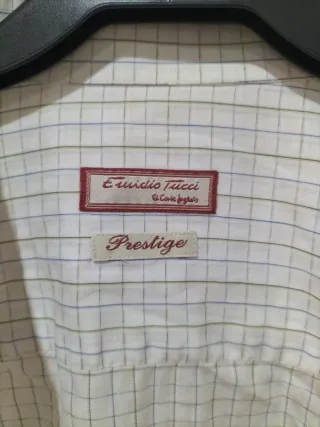 Emidio Tucci
El Corte Inglés
Prestige